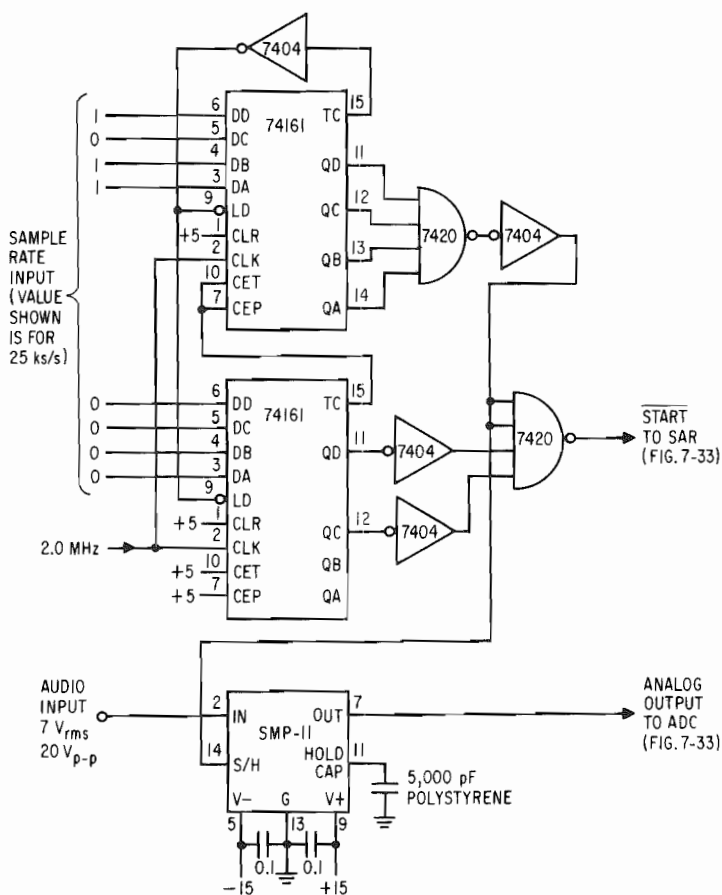 7404
15
6
DD
74161
TC
1
5
DC
11
0
4
DB
QD
1
3
DA
12
1
9
LD
QC
7420
7404
SAMPLE
RATE
INPUT
(VALUE
SHOWN
IS FOR
25 ks/s)
+5
1
CLR
13
2
CLK
QB
10
CET
14
7
CEP
QA
6
DD
74161
TC
15
0
5
DC
11
7404
0
4
DB
QD
0
3
DA
0
9
LD
12
7404
+5
1
CLR
QC
2.0 MHz
2
CLK
+5
10
CET
QB
+5
7
CEP
QA
7420
START
TO SAR
(FIG. 7-33)
AUDIO
INPUT
7 Vrms
20 Vp-p
2
IN
OUT
7
SMP-11
14
S/H
HOLD
CAP
11
V-
G
V+
5
13
9
0.1
0.1
-15
+15
5,000 pF
POLYSTYRENE
ANALOG
OUTPUT
TO ADC
(FIG. 7-33)